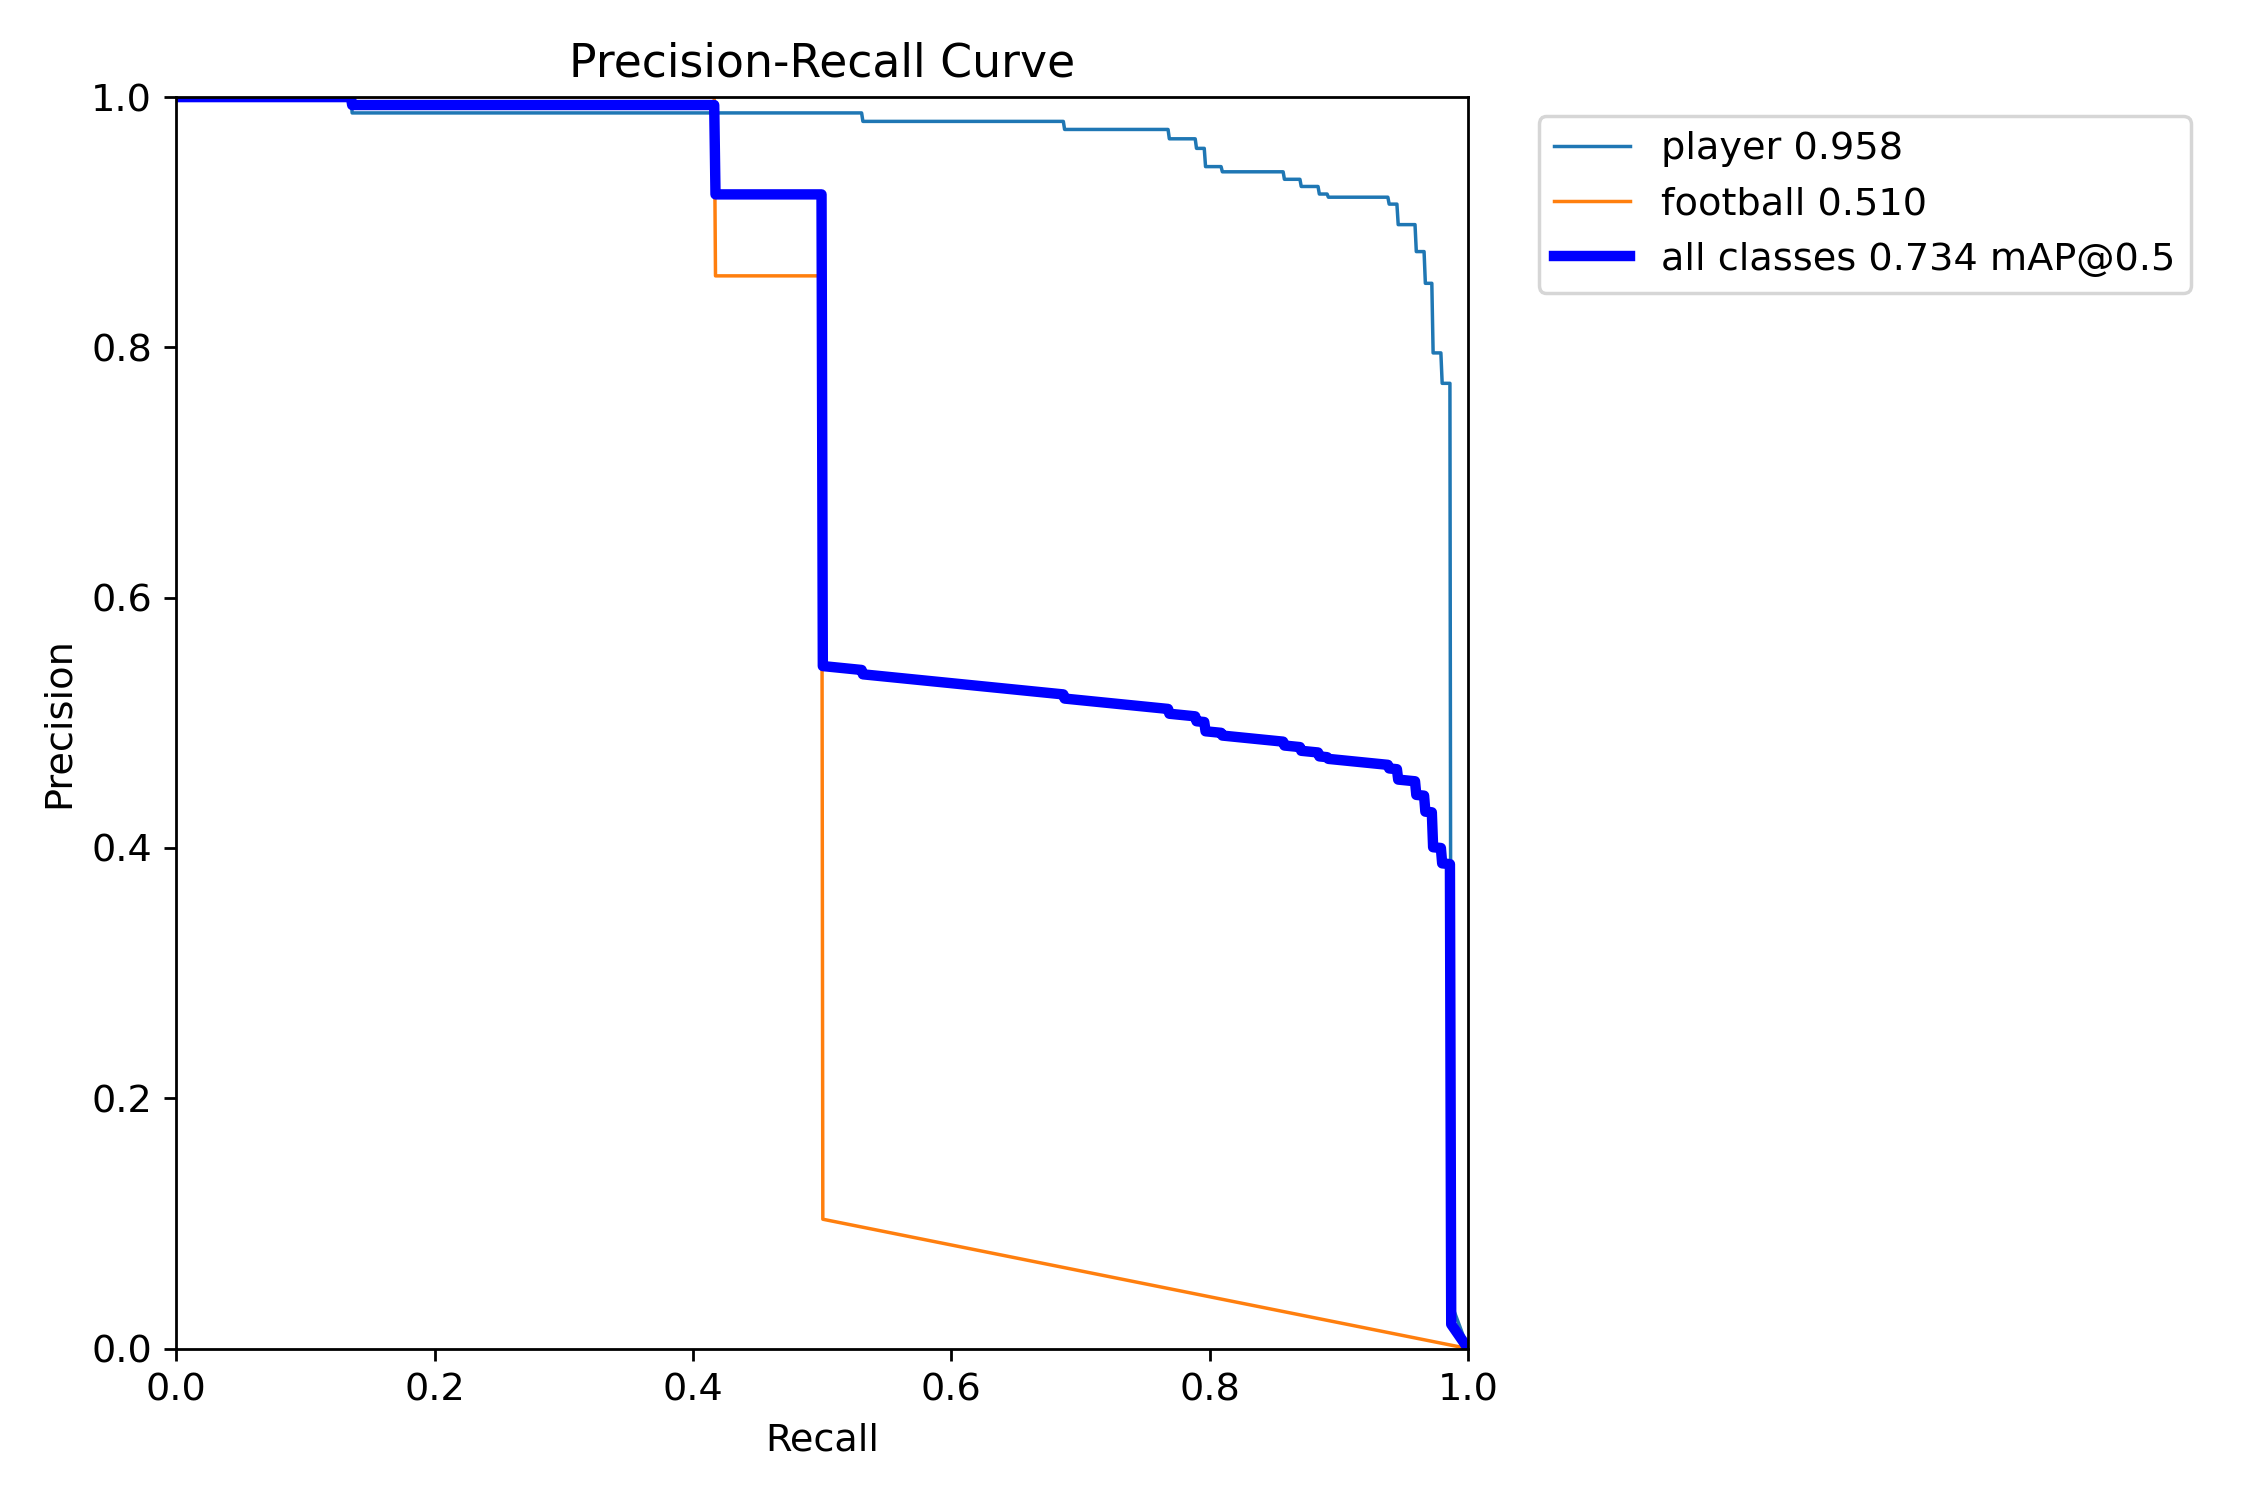 Precision-Recall Curve
1.0
0.8
0.6
0.4
0.2
0.0
Precision
0.0 0.2 0.4 0.6 0.8 1.0
Recall
player 0.958
football 0.510
all classes 0.734 mAP@0.5